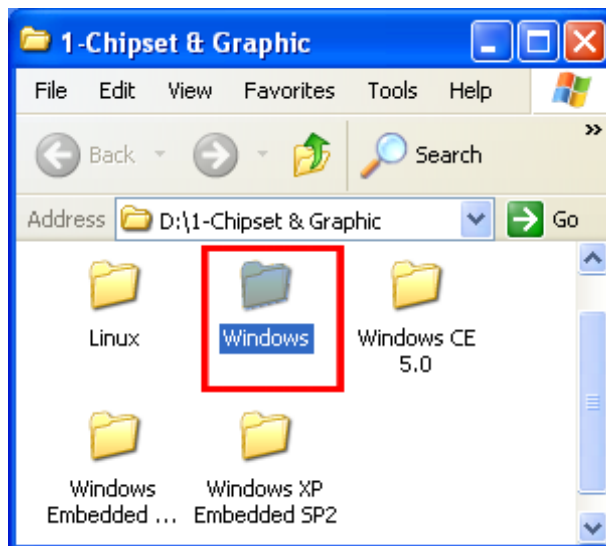 1-Chipset & Graphic
File Edit View Favorites Tools Help
Back Search »
Address D:\1-Chipset & Graphic Go
Linux Windows Windows CE
5.0
Windows Windows XP
Embedded ... Embedded SP2